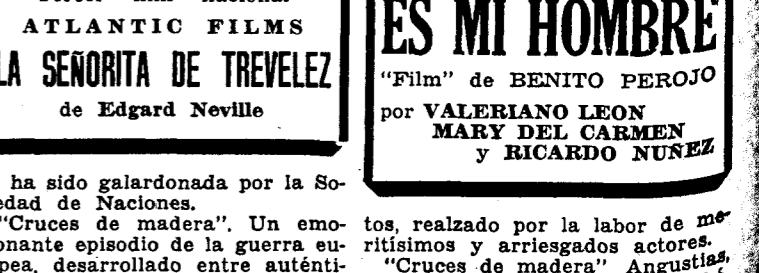 ATLANTIC FILMS
LA SEÑORITA DE TREVELEZ
de Edgard Neville
ha sido galardonada por la So-
edad de Naciones.
"Cruces de madera". Un emo-
onante episodio de la guerra eu-
pea, desarrollado entre auténti-
ES MI HOMBRE
"Film" de BENITO PEROJO
por VALERIANO LEON
MARY DEL CARMEN
y RICARDO NUÑEZ
tos, realzado por la labor de me-
ritísimos y arriesgados actores.
"Cruces de madera" Angustias,